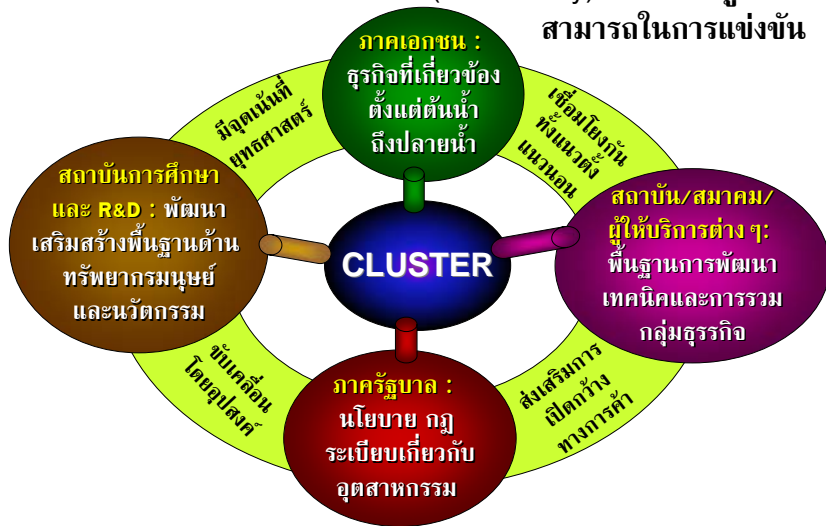 สามารถในการแข่งขัน
ภาคเอกชน :
ธุรกิจที่เกี่ยวข้อง
ตั้งแต่ต้นน้ำ
ถึงปลายน้ำ
มีจุดเน้นที่
ยุทธศาสตร์
เชื่อมโยงกัน
ทั้งแนวตั้ง
แนวนอน
สถาบันการศึกษา
และ R&D : พัฒนา
เสริมสร้างพื้นฐานด้าน
ทรัพยากรมนุษย์
และนวัตกรรม
CLUSTER
สถาบัน/สมาคม/
ผู้ให้บริการต่าง ๆ:
พื้นฐานการพัฒนา
เทคนิคและการรวม
กลุ่มธุรรกิจ
ขับเคลื่อน
โดยอุปสงค์
ภาครัฐบาล :
นโยบาย กฎ
ระเบียบเกี่ยวกับ
อุตสาหกรรม
ส่งเสริมการ
เปิดกว้าง
ทางการค้า